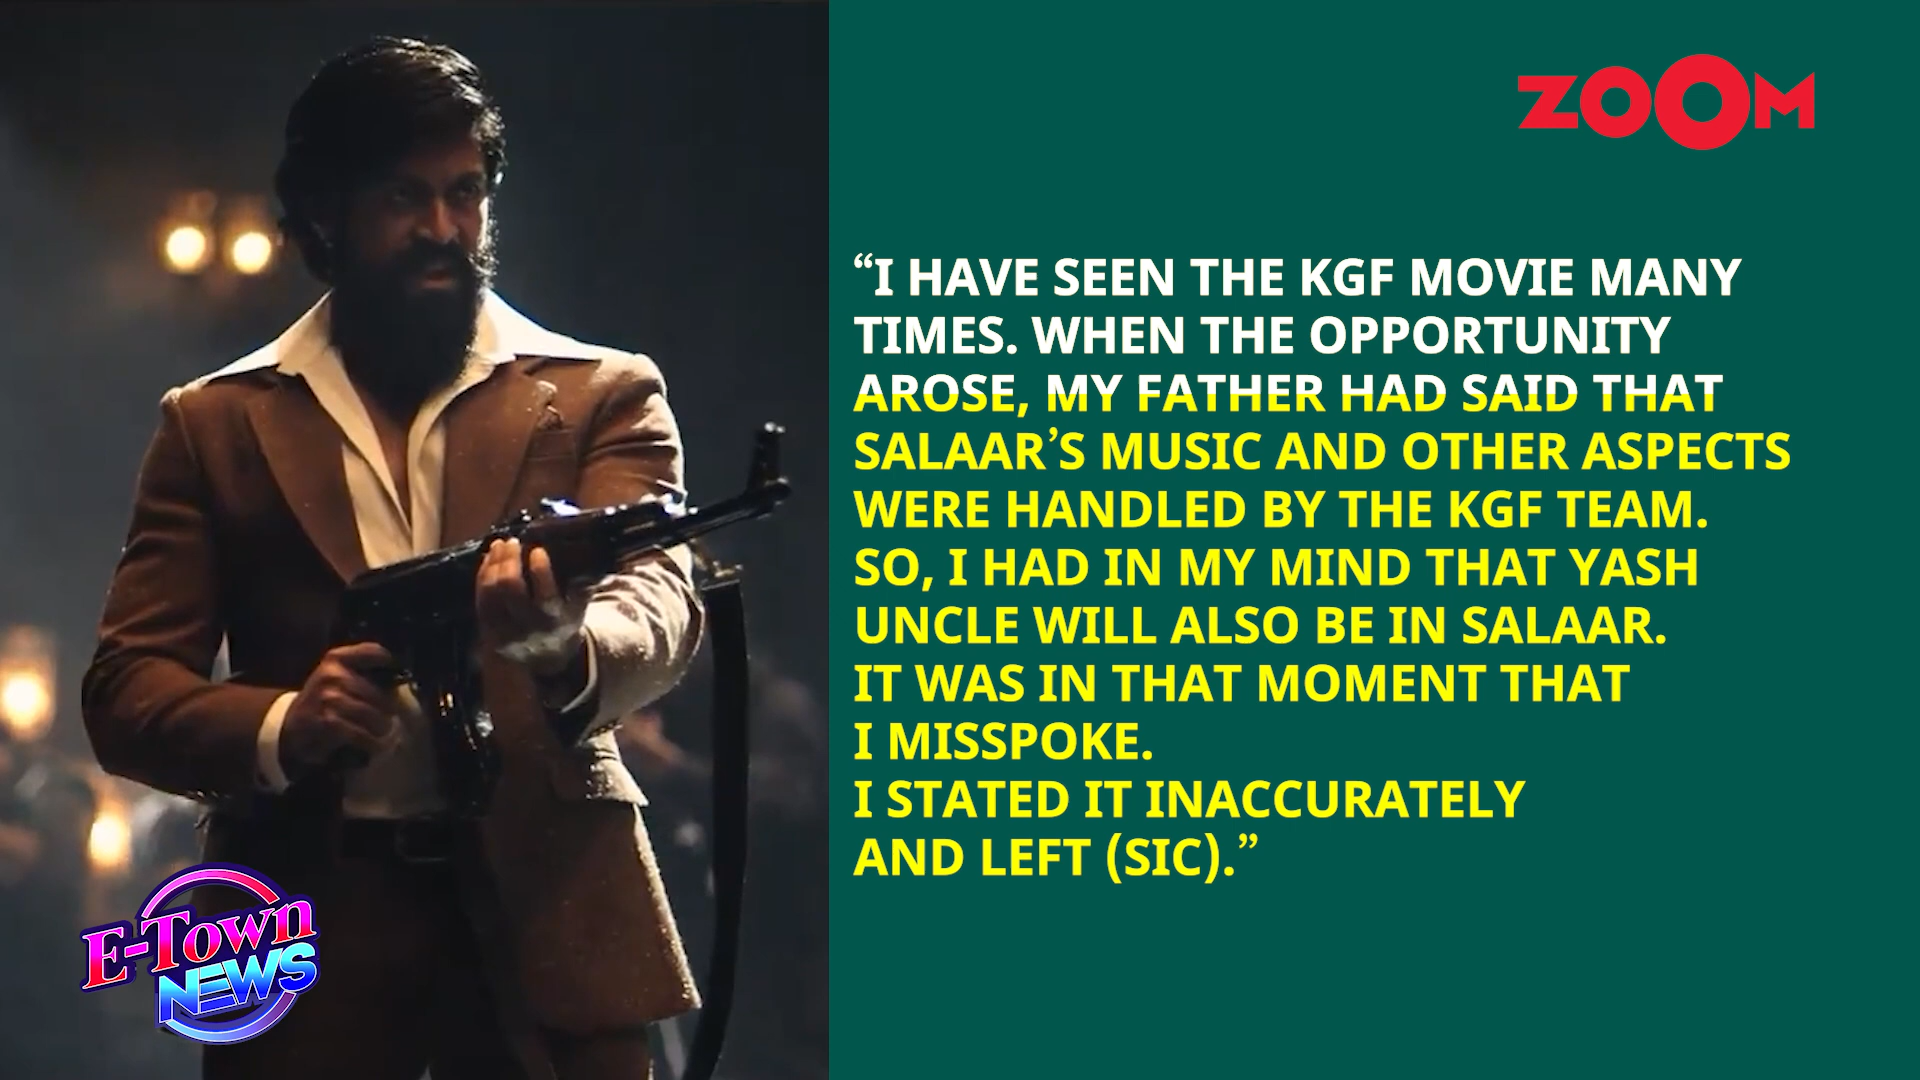 ZOOM
“I HAVE SEEN THE KGF MOVIE MANY
TIMES. WHEN THE OPPORTUNITY
AROSE, MY FATHER HAD SAID THAT
SALAAR’S MUSIC AND OTHER ASPECTS
WERE HANDLED BY THE KGF TEAM.
SO, I HAD IN MY MIND THAT YASH
UNCLE WILL ALSO BE IN SALAAR.
IT WAS IN THAT MOMENT THAT
I MISSPOKE.
I STATED IT INACCURATELY
AND LEFT (SIC).”
E-TOWN
NEWS